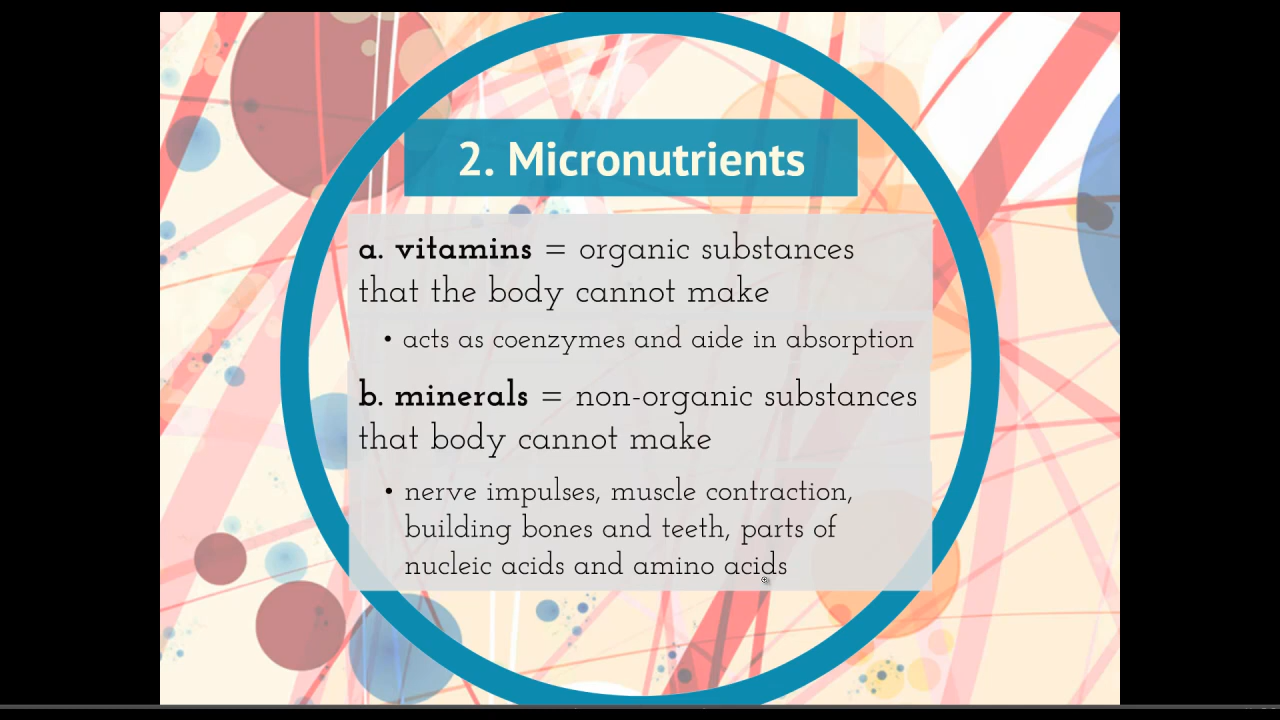 2. Micronutrients
a. vitamins = organic substances
that the body cannot make
• acts as coenzymes and aide in absorption
b. minerals = non-organic substances
that body cannot make
• nerve impulses, muscle contraction,
building bones and teeth, parts of
nucleic acids and amino acids